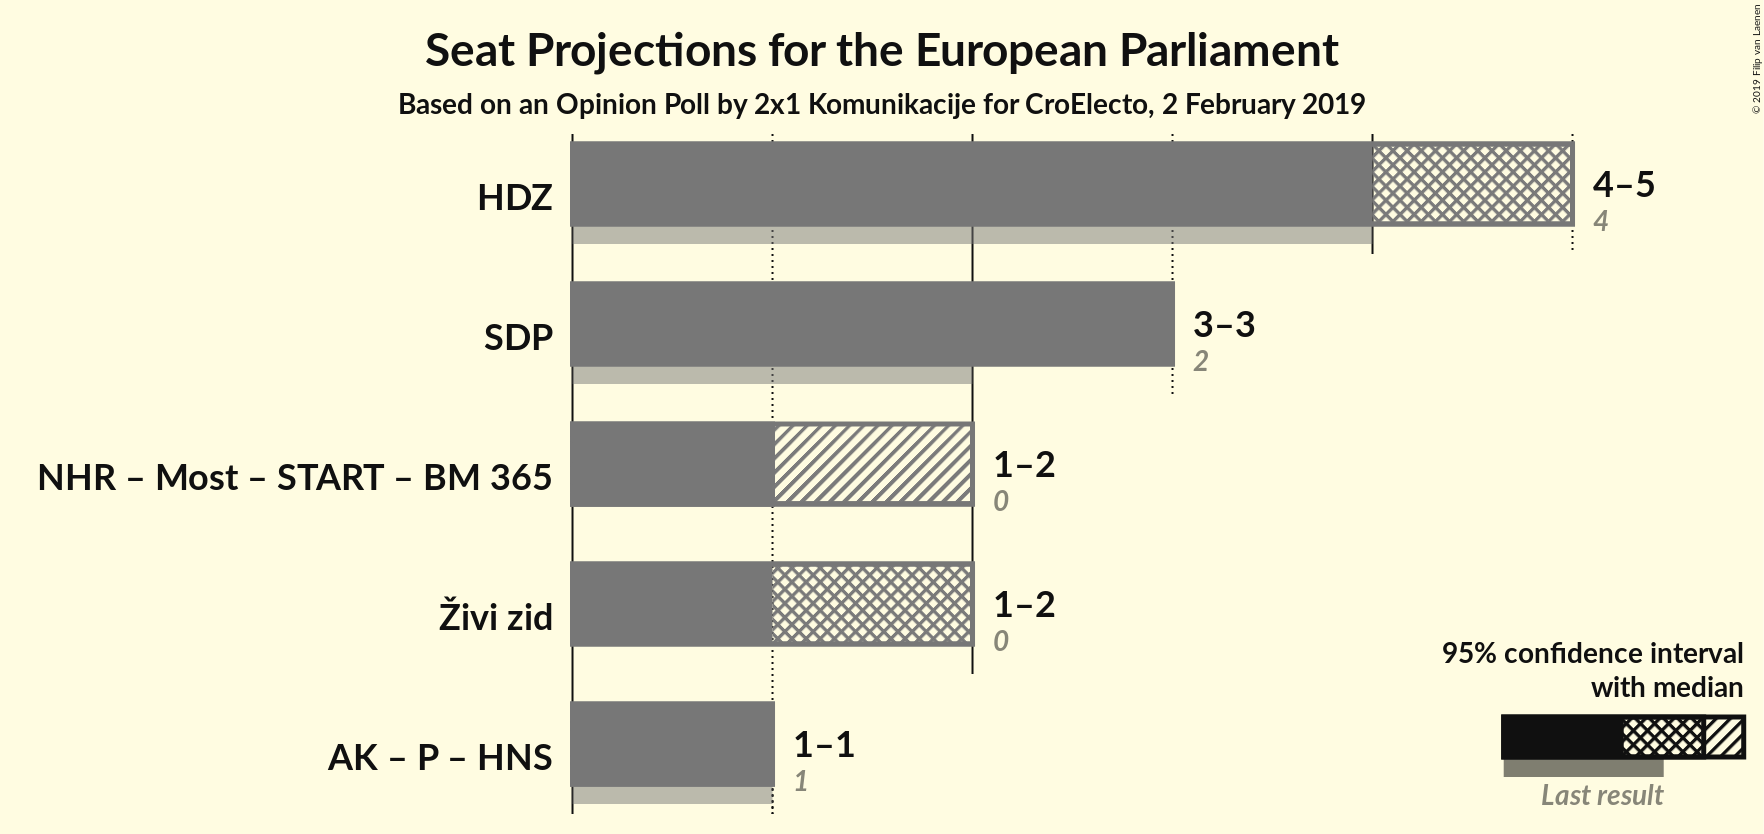 Seat Projections for the European Parliament
Based on an Opinion Poll by 2x1 Komunikacije for CroElecto, 2 February 2019
© 2019 Filip van Laenen
HDZ
4–5
4
SDP
3–3
2
NHR – Most – START – BM 365
1–2
0
Živi zid
1–2
0
AK – P – HNS
1–1
1
95% confidence interval
with median
Last result